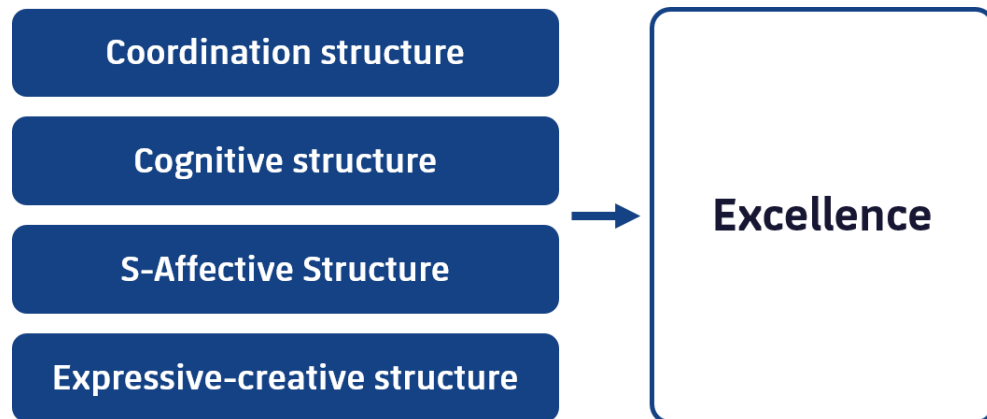 Coordination structure
Cognitive structure
S-Affective Structure
Expressive-creative structure
Excellence